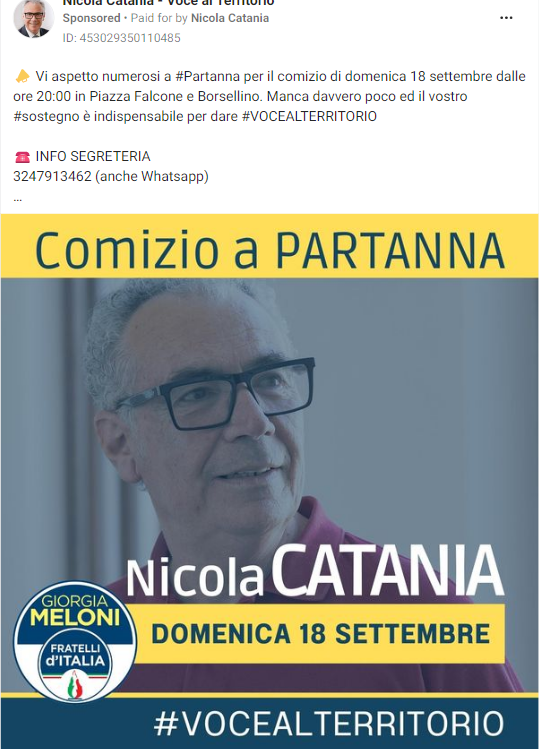 Nicola Catania - Voce al Territorio
Sponsored • Paid for by Nicola Catania
ID: 453029350110485
Vi aspetto numerosi a #Partanna per il comizio di domenica 18 settembre dalle
ore 20:00 in Piazza Falcone e Borsellino. Manca davvero poco ed il vostro
#sostegno è indispensabile per dare #VOCEALTERRITORIO
INFO SEGRETERIA
3247913462 (anche Whatsapp)
...
Comizio a PARTANNA
Nicola CATANIA
DOMENICA 18 SETTEMBRE
GIORGIA
MELONI
FRATELLI
d'ITALIA
#VOCEALTERRITORIO